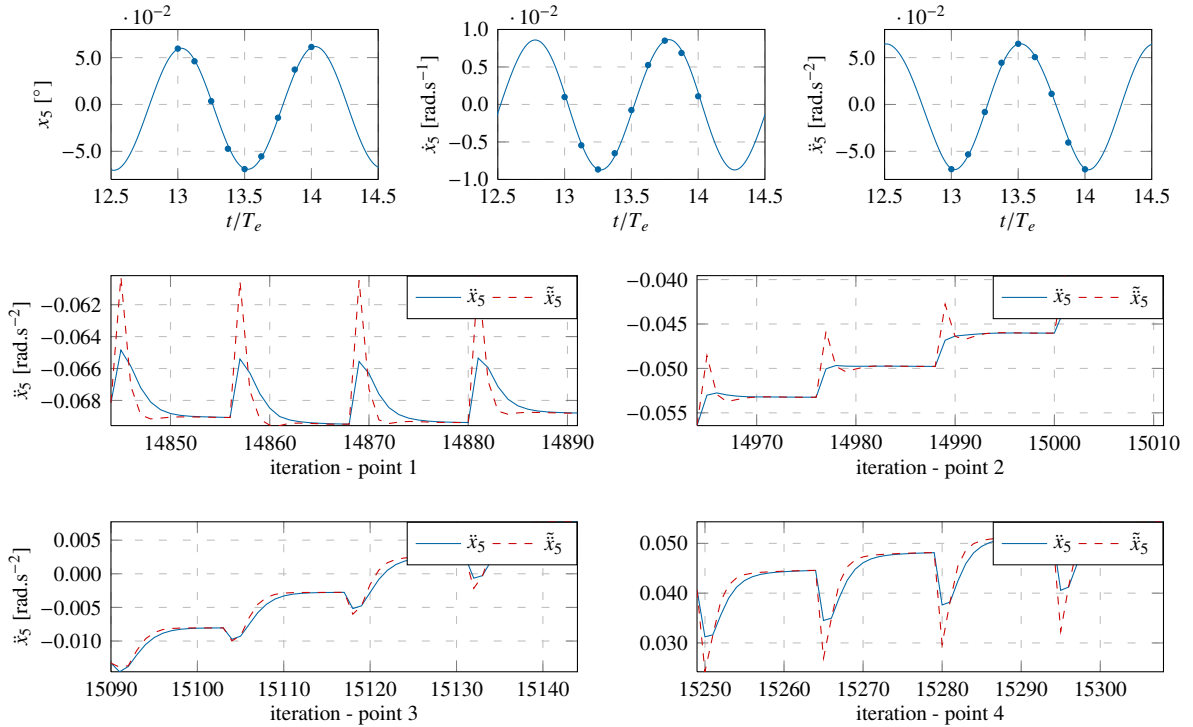 ·10⁻² ·10⁻² ·10⁻²
5.0 0.0 −5.0
x₅ [°]
12.5 13 13.5 14 14.5
t/Tₑ
1.0 0.5 0.0 −0.5 −1.0
ẋ₅ [rad.s⁻¹]
12.5 13 13.5 14 14.5
t/Tₑ
5.0 0.0 −5.0
ẍ₅ [rad.s⁻²]
12.5 13 13.5 14 14.5
t/Tₑ
−0.062 −0.064 −0.066 −0.068
ẍ₅ [rad.s⁻²]
ẍ₅ x̃̈₅
14850 14860 14870 14880 14890
iteration - point 1
−0.040 −0.045 −0.050 −0.055
ẍ₅ x̃̈₅
14970 14980 14990 15000 15010
iteration - point 2
0.005 0.000 −0.005 −0.010
ẍ₅ [rad.s⁻²]
ẍ₅ x̃̈₅
15090 15100 15110 15120 15130 15140
iteration - point 3
0.050 0.040 0.030
ẍ₅ x̃̈₅
15250 15260 15270 15280 15290 15300
iteration - point 4